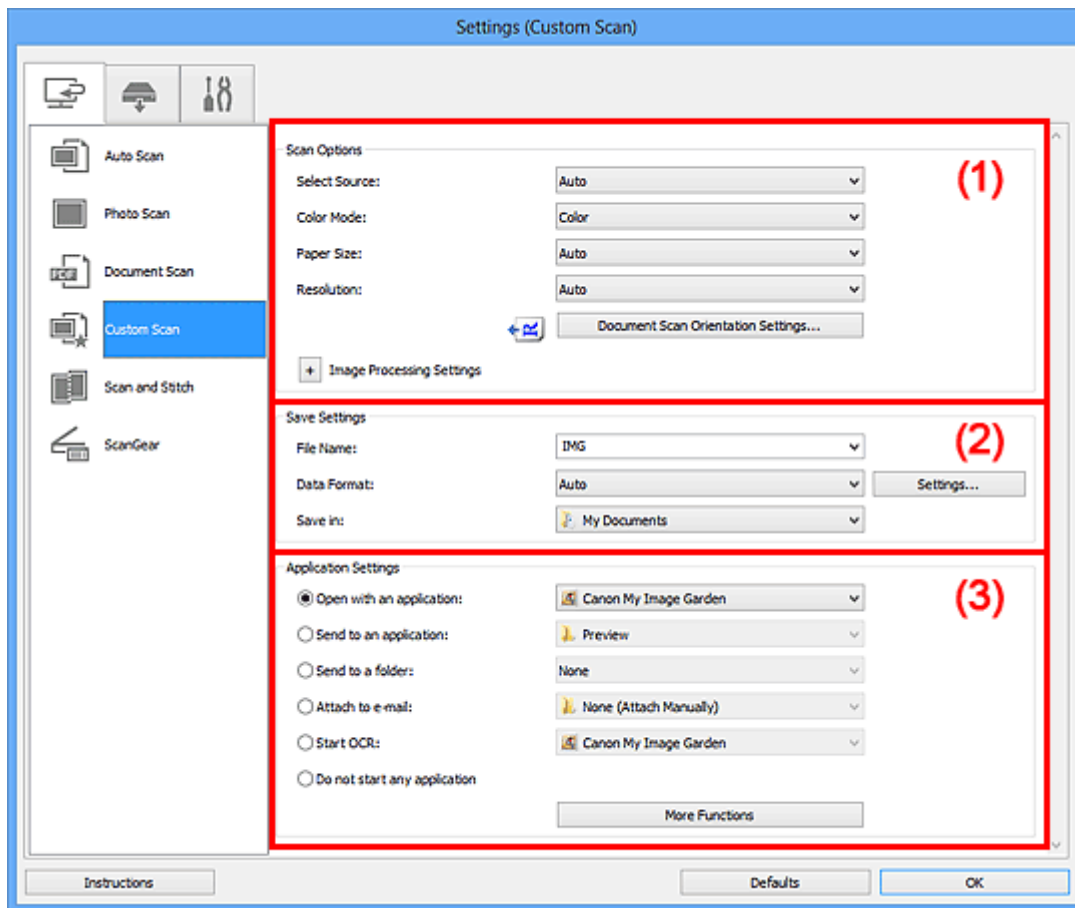 Settings (Custom Scan)
Auto Scan
Photo Scan
PDF
Document Scan
Custom Scan
Scan and Stitch
ScanGear
(1)
Scan Options
Select Source: Auto
Color Mode: Color
Paper Size: Auto
Resolution: Auto
R Document Scan Orientation Settings...
+ Image Processing Settings
(2)
Save Settings
File Name: IMG
Data Format: Auto Settings...
Save in: My Documents
(3)
Application Settings
Open with an application: Canon My Image Garden
Send to an application: Preview
Send to a folder: None
Attach to e-mail: None (Attach Manually)
Start OCR: Canon My Image Garden
Do not start any application
More Functions
Instructions Defaults OK